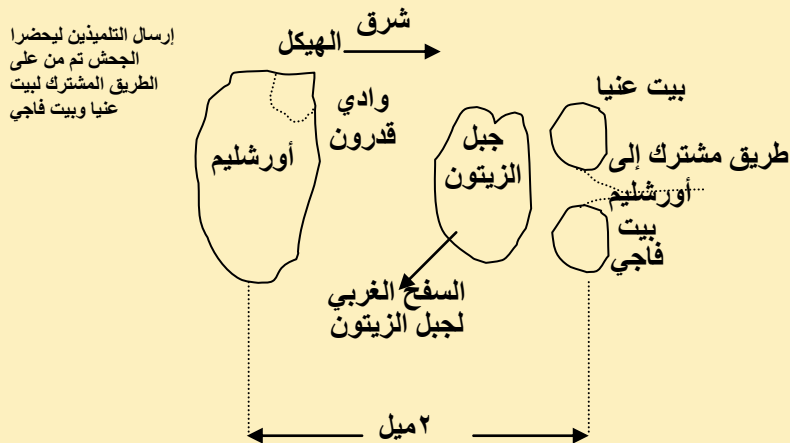 إرسال التلميذين ليحضرا
الجحش تم من على
الطريق المشترك لبيت
عنيا وبيت فاجي
شرق
الهيكل
وادي
قدرون
أورشليم
جبل
الزيتون
بيت عنيا
طريق مشترك إلى
أورشليم
بيت
فاجي
السفح الغربي
لجبل الزيتون
٢ ميل